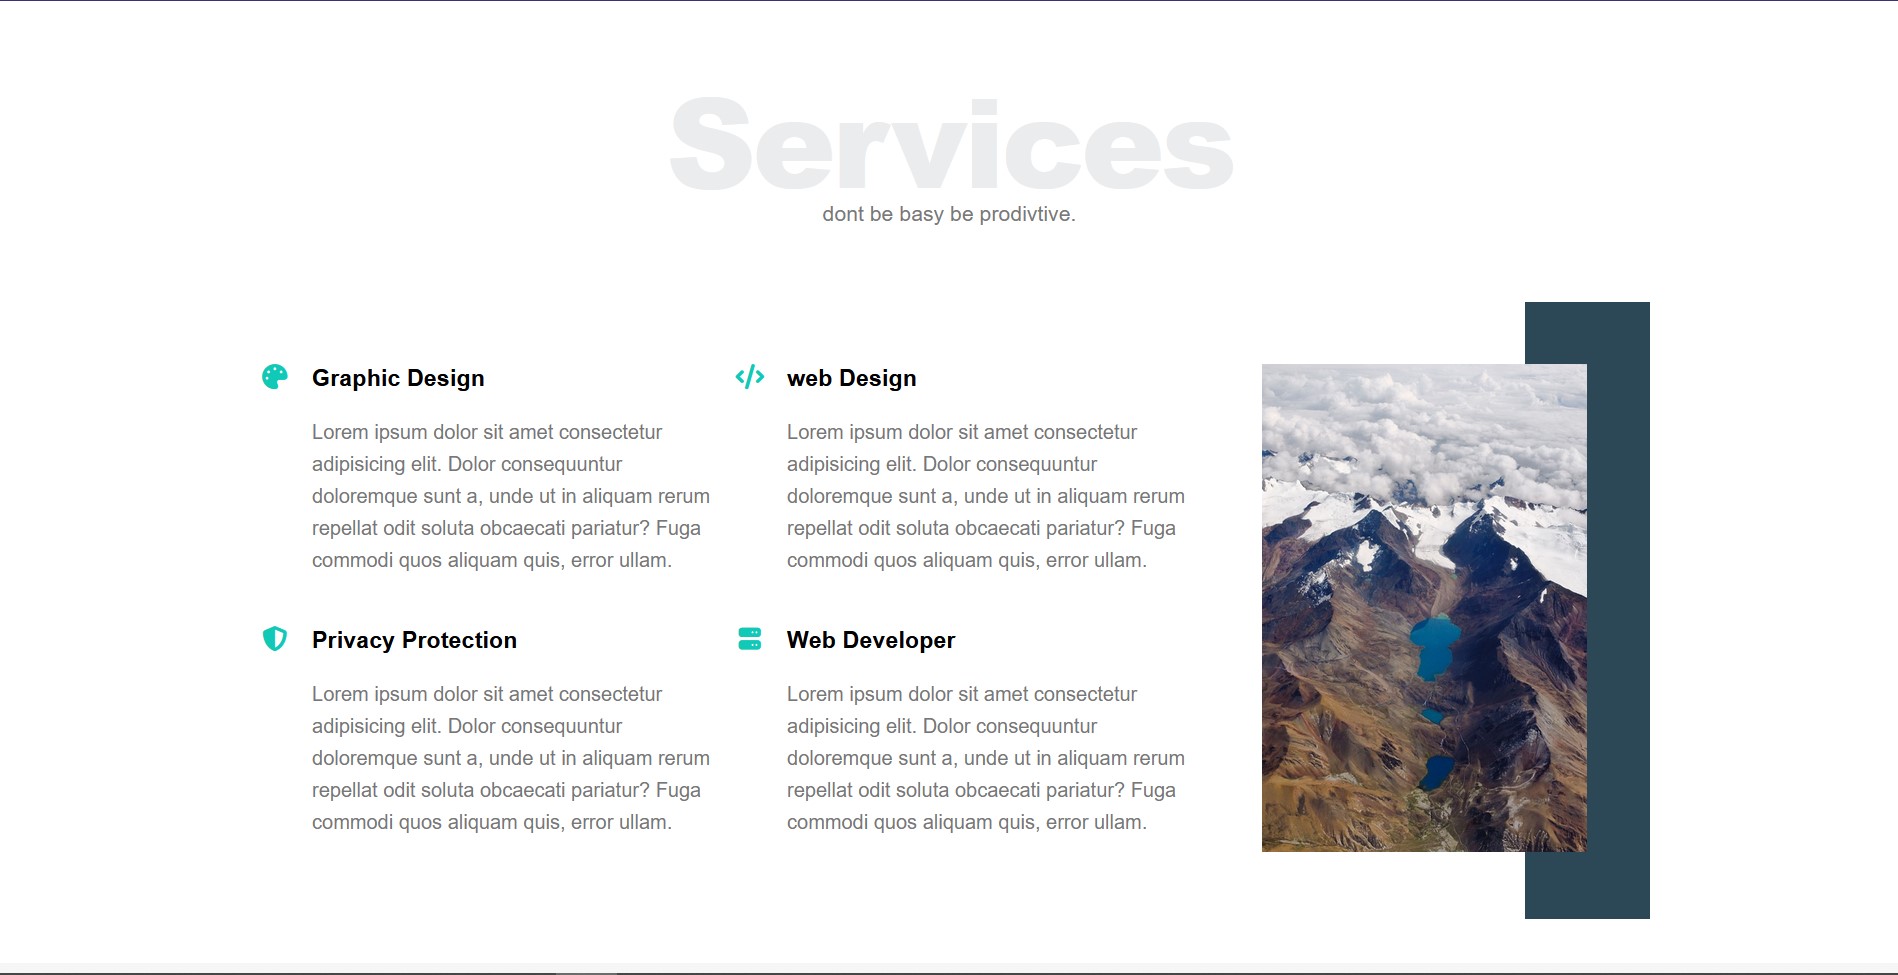 Services
dont be basy be prodivtive.
Graphic Design
Lorem ipsum dolor sit amet consectetur
adipisicing elit. Dolor consequuntur
doloremque sunt a, unde ut in aliquam rerum
repellat odit soluta obcaecati pariatur? Fuga
commodi quos aliquam quis, error ullam.
web Design
Lorem ipsum dolor sit amet consectetur
adipisicing elit. Dolor consequuntur
doloremque sunt a, unde ut in aliquam rerum
repellat odit soluta obcaecati pariatur? Fuga
commodi quos aliquam quis, error ullam.
Privacy Protection
Lorem ipsum dolor sit amet consectetur
adipisicing elit. Dolor consequuntur
doloremque sunt a, unde ut in aliquam rerum
repellat odit soluta obcaecati pariatur? Fuga
commodi quos aliquam quis, error ullam.
Web Developer
Lorem ipsum dolor sit amet consectetur
adipisicing elit. Dolor consequuntur
doloremque sunt a, unde ut in aliquam rerum
repellat odit soluta obcaecati pariatur? Fuga
commodi quos aliquam quis, error ullam.